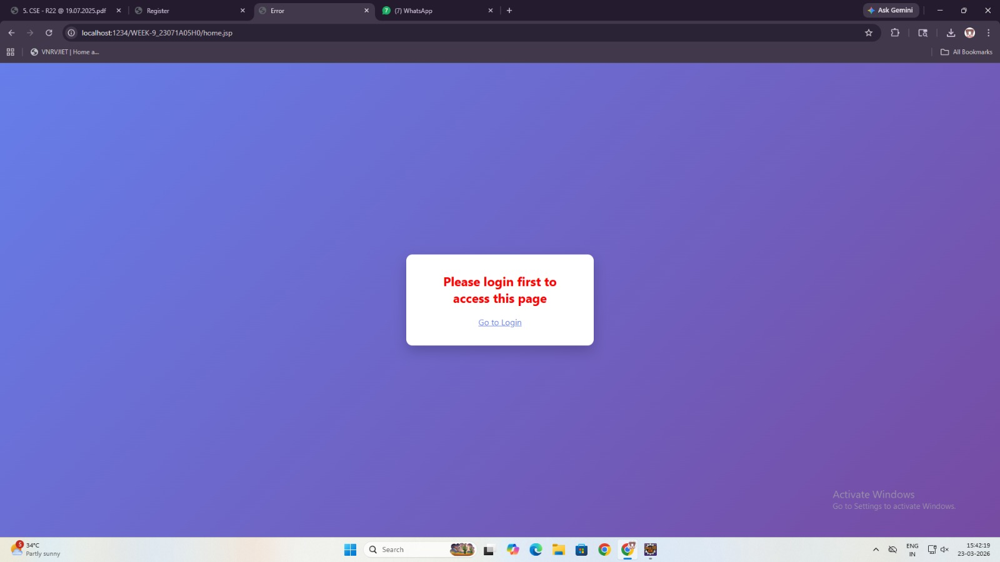 5. CSE - R22 @ 19.07.2025.pdf
Register
Error
7
(7) WhatsApp
Ask Gemini
localhost:1234/WEEK-9_23071A05H0/home.jsp
VNRVJIET | Home a...
All Bookmarks
Please login first to
access this page
Go to Login
Activate Windows
Go to Settings to activate Windows.
5
34°C
Partly sunny
Search
ENG
IN
15:42:19
23-03-2026